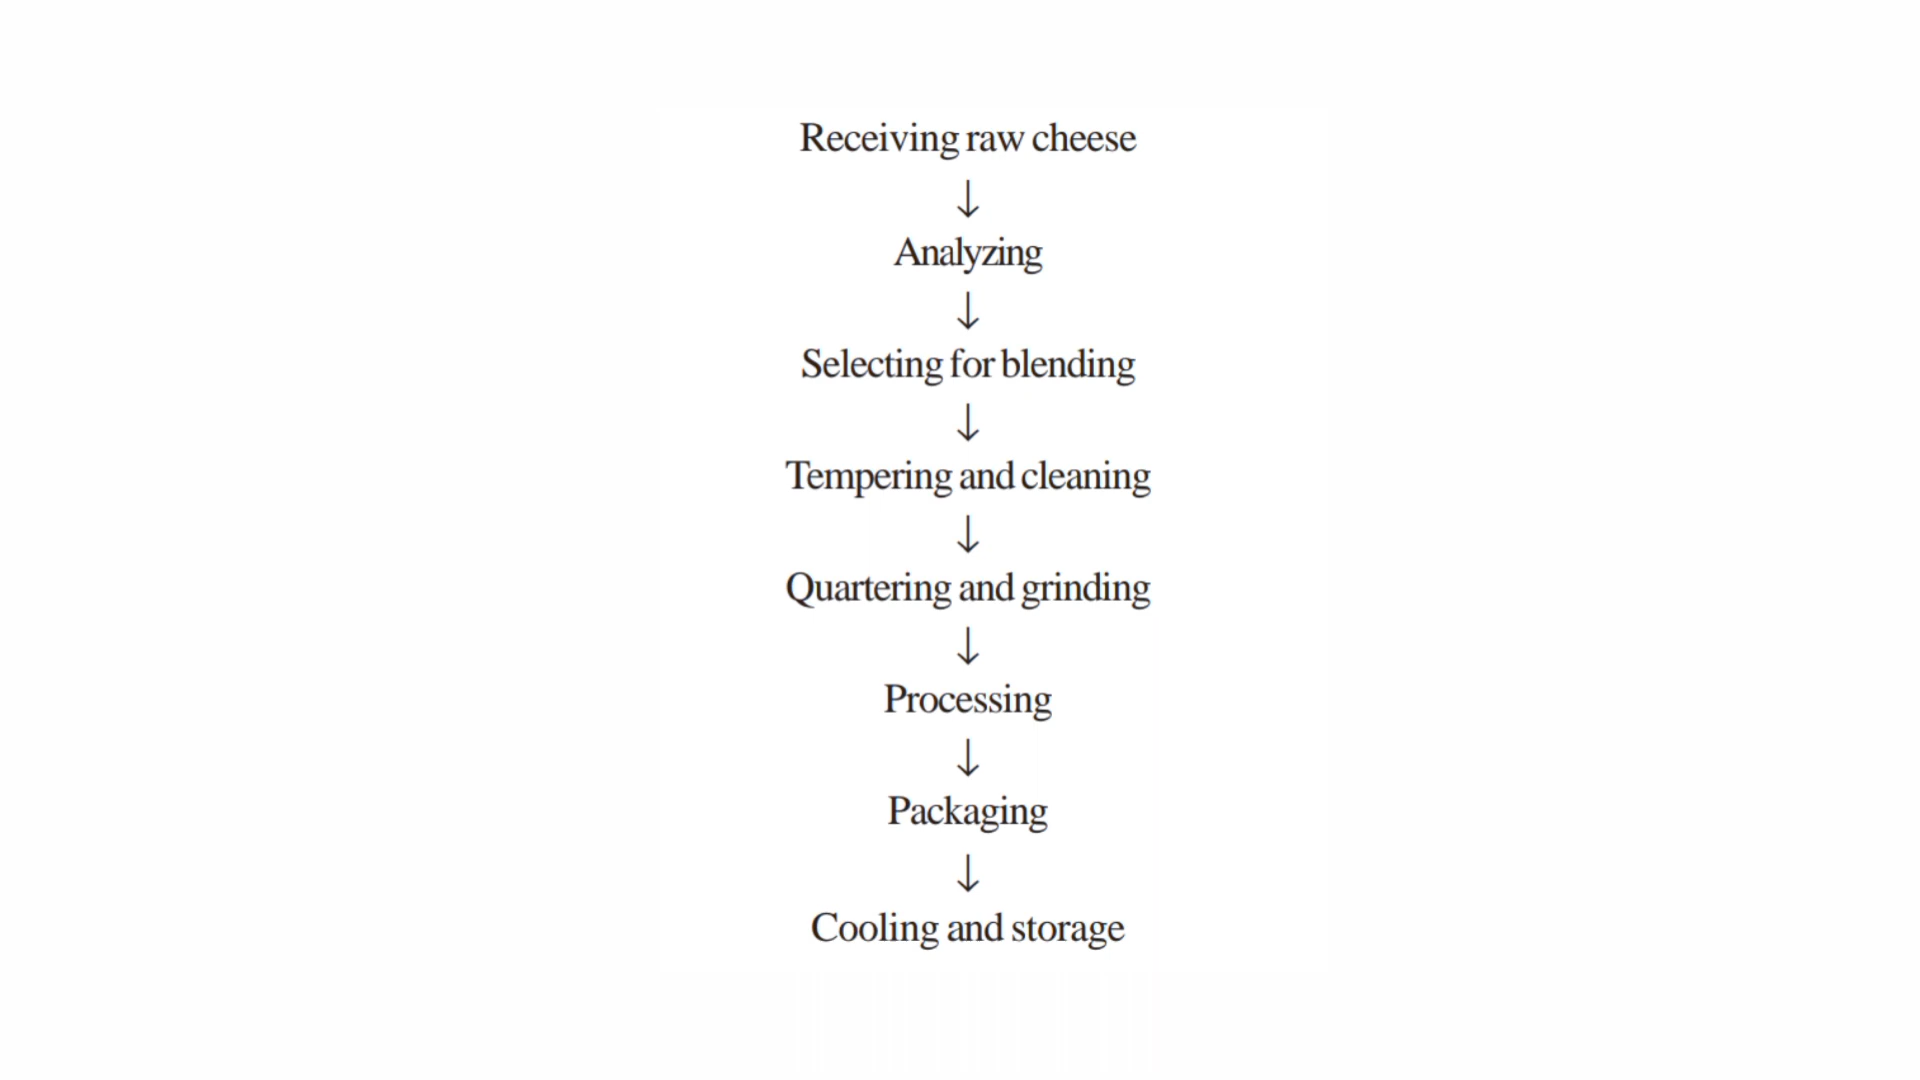 Receiving raw cheese
↓
Analyzing
↓
Selecting for blending
↓
Tempering and cleaning
↓
Quartering and grinding
↓
Processing
↓
Packaging
↓
Cooling and storage